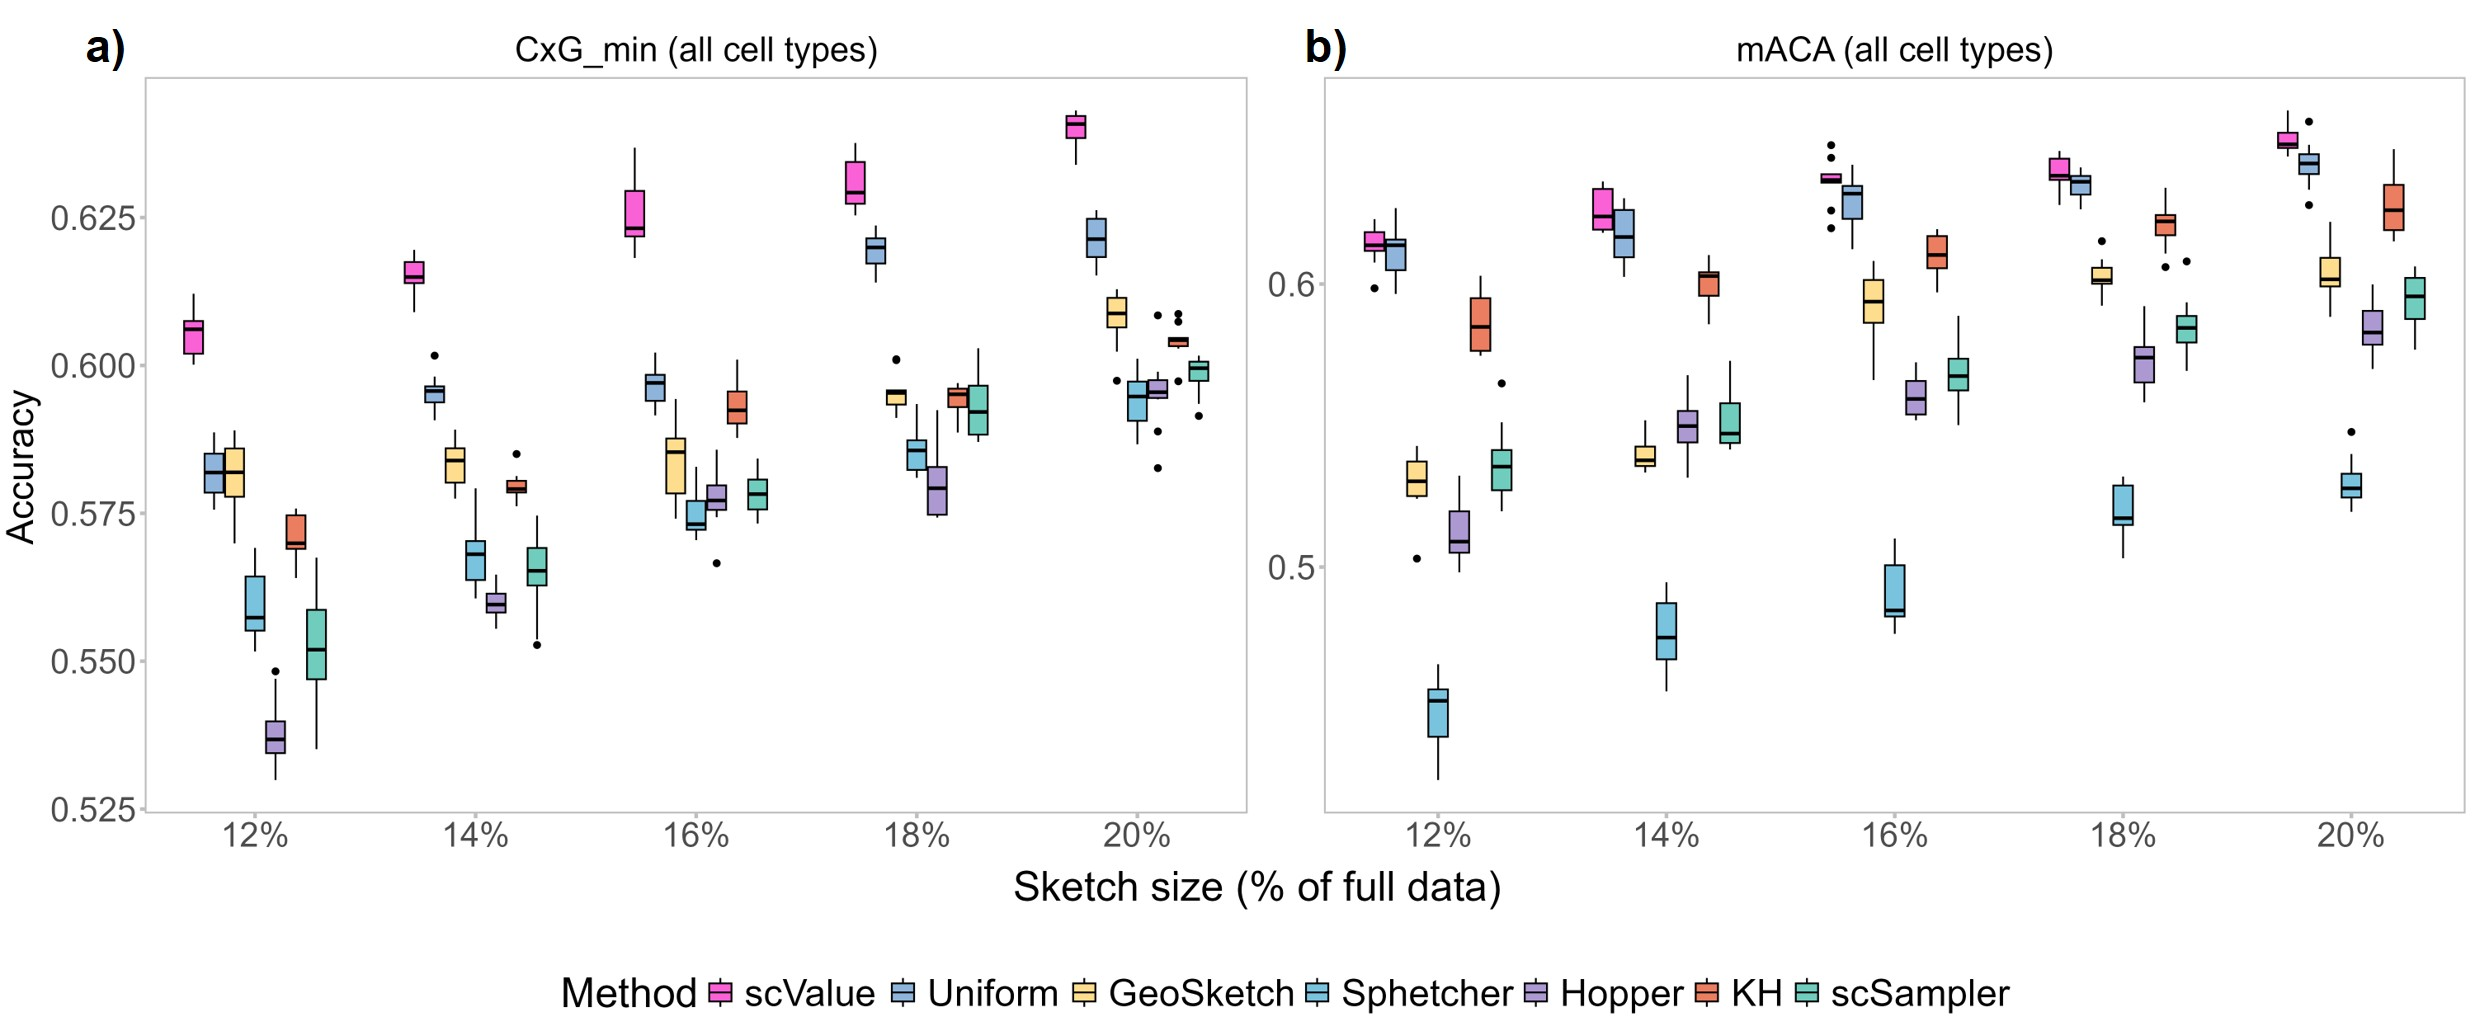 a)
CxG_min (all cell types)
b)
mACA (all cell types)
Accuracy
0.625
0.600
0.575
0.550
0.525
12%
14%
16%
18%
20%
0.6
0.5
12%
14%
16%
18%
20%
Sketch size (% of full data)
Method scValue Uniform GeoSketch Sphetcher Hopper KH scSampler